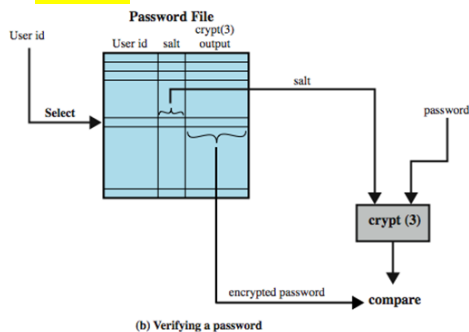 Password File
User id
User id salt crypt(3)
output
salt
Select
password
crypt (3)
encrypted password
compare
(b) Verifying a password